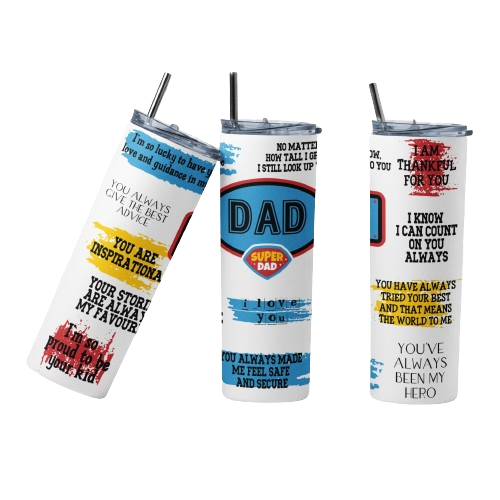 I'm so lucky to have
love and guidance in m
YOU ALWAYS
GIVE THE BEST
ADVICE
YOU ARE
INSPIRATIONA
YOUR STORI
ARE ALWAY
MY FAVOUR
I'm so
proud to be
your kid
NO MATTE
HOW TALL I G
I STILL LOOK UP
DAD
SUPER
DAD
i love
you
YOU ALWAYS MADE
ME FEEL SAFE
AND SECURE
OW,
O YOU
I AM
THANKFUL
FOR YOU
I KNOW
I CAN COUNT
ON YOU
ALWAYS
YOU HAVE ALWAYS
TRIED YOUR BEST
AND THAT MEANS
THE WORLD TO ME
YOU'VE
ALWAYS
BEEN MY
HERO